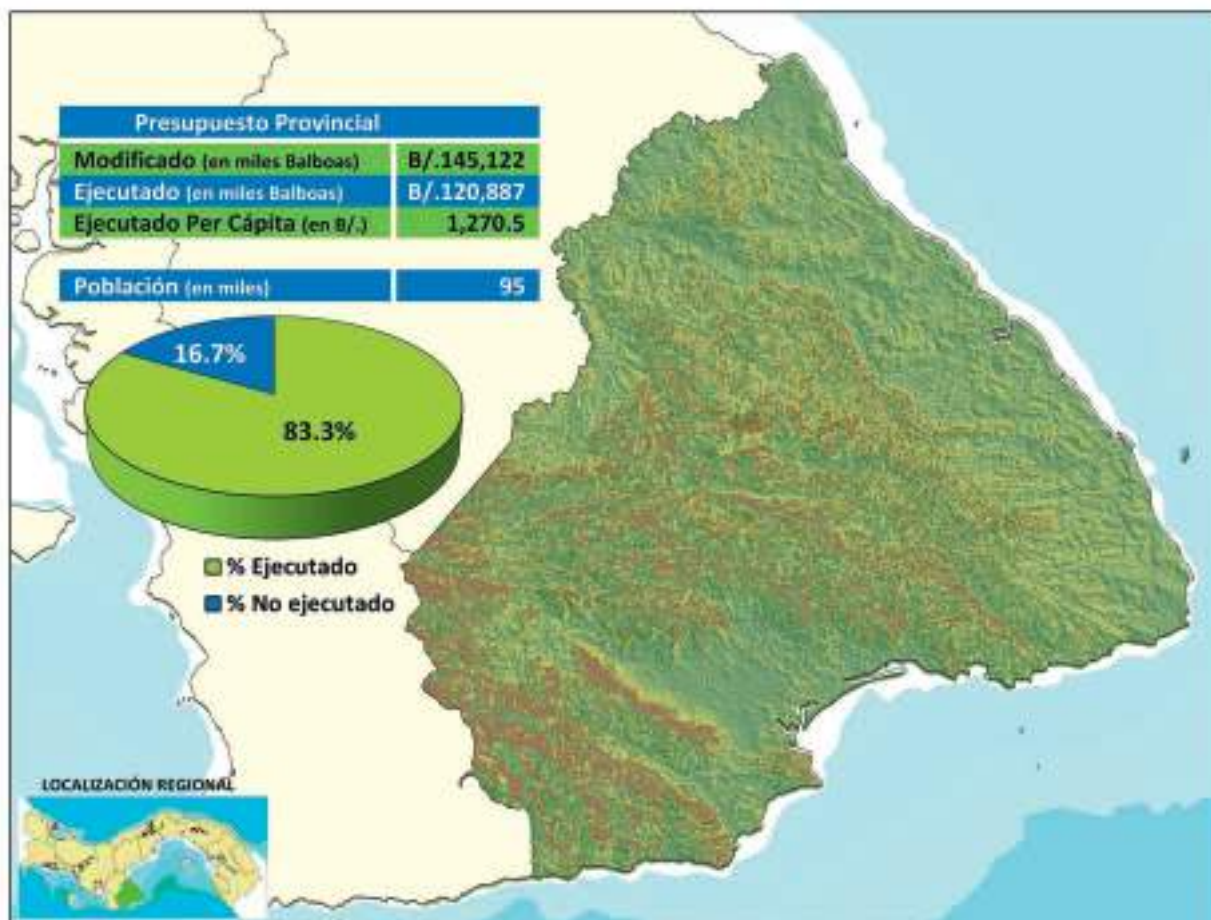 Presupuesto Provincial
Modificado (en miles Balboas) B/.145,122
Ejecutado (en miles Balboas) B/.120,887
Ejecutado Per Cápita (en B/.) 1,270.5
Población (en miles) 95
16.7%
83.3%
% Ejecutado
% No ejecutado
LOCALIZACIÓN REGIONAL